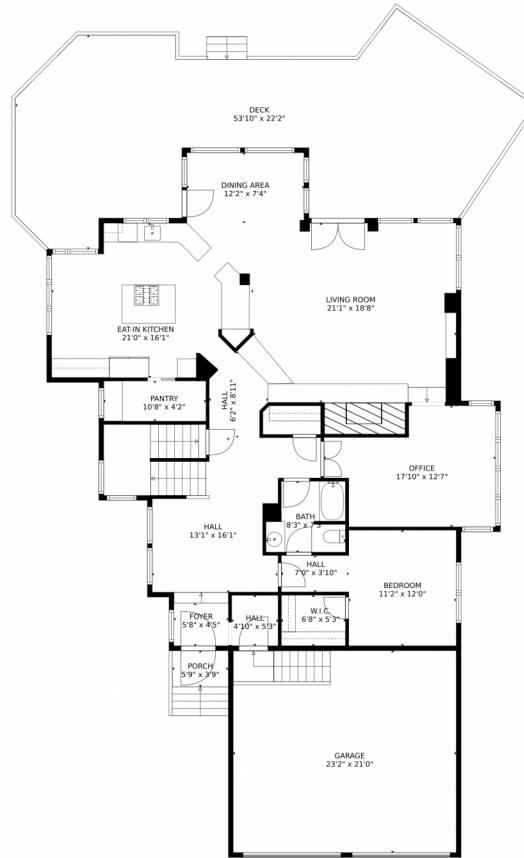 DECK
53'10" x 22'2"
DINING AREA
12'2" x 7'4"
LIVING ROOM
21'1" x 18'8"
EAT-IN KITCHEN
21'0" x 16'1"
PANTRY
10'8" x 4'2"
HALL
6'2" x 8'11"
OFFICE
17'10" x 12'7"
BATH
8'3" x 7'5"
HALL
13'1" x 16'1"
HALL
7'0" x 3'10"
BEDROOM
11'2" x 12'0"
W.I.C.
6'8" x 5'3"
FOYER
5'8" x 4'5"
HALL
4'10" x 5'3"
PORCH
5'9" x 3'9"
GARAGE
23'2" x 21'0"